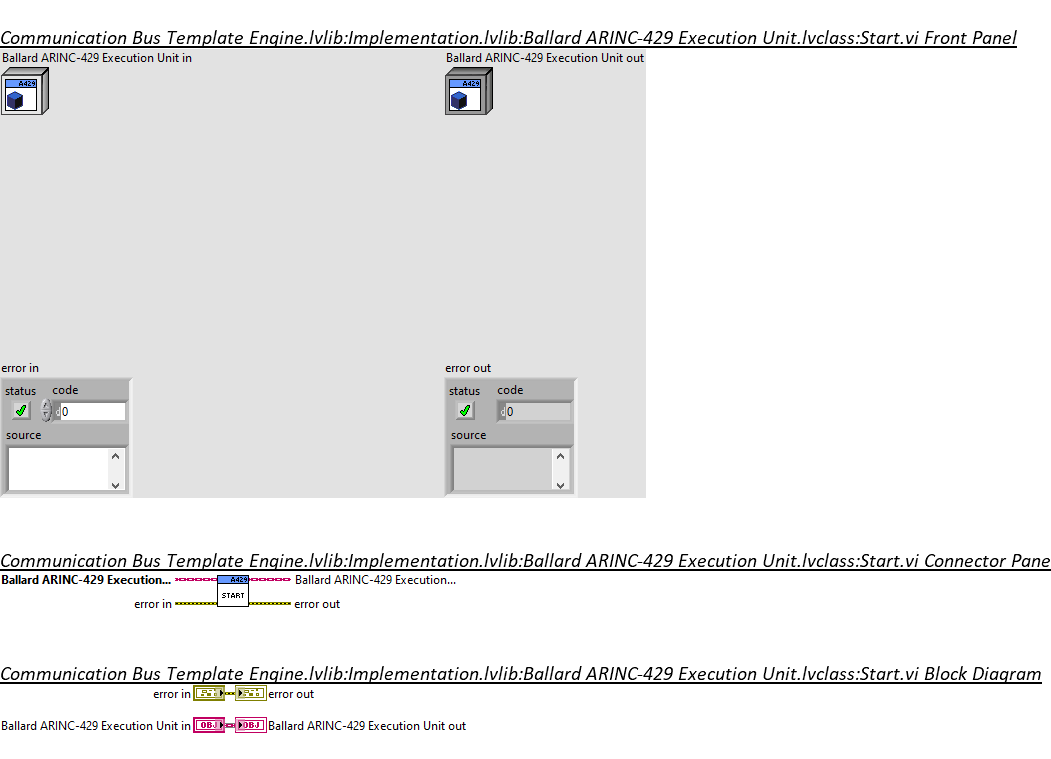 Communication Bus Template Engine.lvlib:Implementation.lvlib:Ballard ARINC-429 Execution Unit.lvclass:Start.vi Front Panel
Ballard ARINC-429 Execution Unit in
Ballard ARINC-429 Execution Unit out
A429
A429
error in
error out
status
code
status
code
d
0
d
0
source
source
Communication Bus Template Engine.lvlib:Implementation.lvlib:Ballard ARINC-429 Execution Unit.lvclass:Start.vi Connector Pane
Ballard ARINC-429 Execution...
A429
Ballard ARINC-429 Execution...
START
error in
error out
Communication Bus Template Engine.lvlib:Implementation.lvlib:Ballard ARINC-429 Execution Unit.lvclass:Start.vi Block Diagram
error in
error out
Ballard ARINC-429 Execution Unit in
OBJ
OBJ
Ballard ARINC-429 Execution Unit out